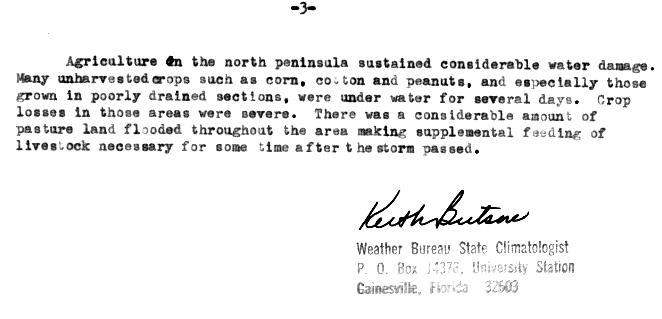 -3-
Agriculture in the north peninsula sustained considerable water damage.
Many unharvested crops such as corn, cotton and peanuts, and especially those
grown in poorly drained sections, were under water for several days. Crop
losses in those areas were severe. There was a considerable amount of
pasture land flooded throughout the area making supplemental feeding of
livestock necessary for some time after the storm passed.
Keith Butson
Weather Bureau State Climatologist
P. O. Box 14378, University Station
Gainesville, Florida 32603